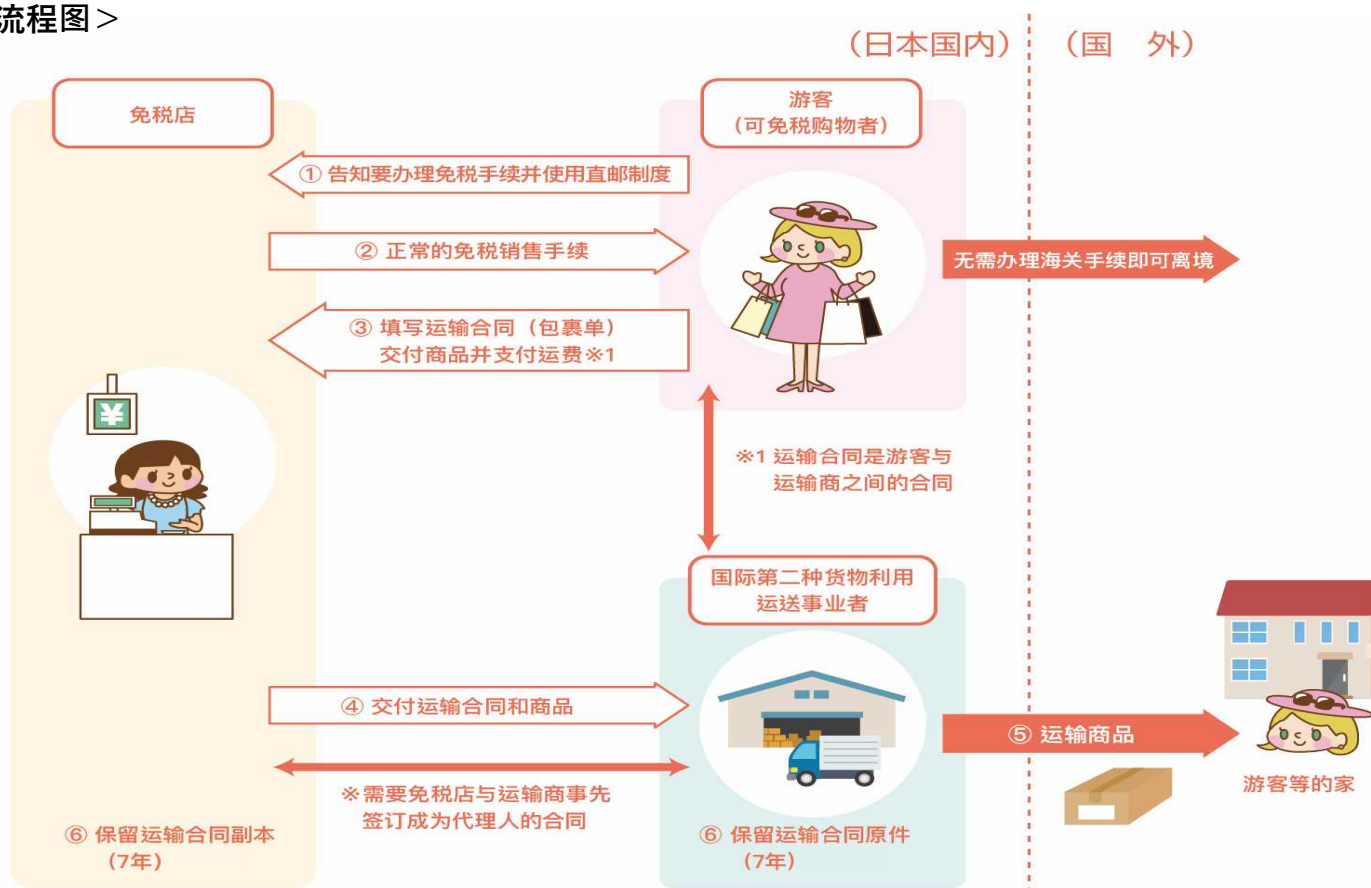 流程图＞
（日本国内）
（国　外）
免税店
游客
（可免税购物者）
① 告知要办理免税手续并使用直邮制度
② 正常的免税销售手续
无需办理海关手续即可离境
③ 填写运输合同（包裹单）
交付商品并支付运费※1
¥
※1 运输合同是游客与
运输商之间的合同
国际第二种货物利用
运送事业者
④ 交付运输合同和商品
⑤ 运输商品
※需要免税店与运输商事先
签订成为代理人的合同
游客等的家
⑥ 保留运输合同副本
（7年）
⑥ 保留运输合同原件
（7年）